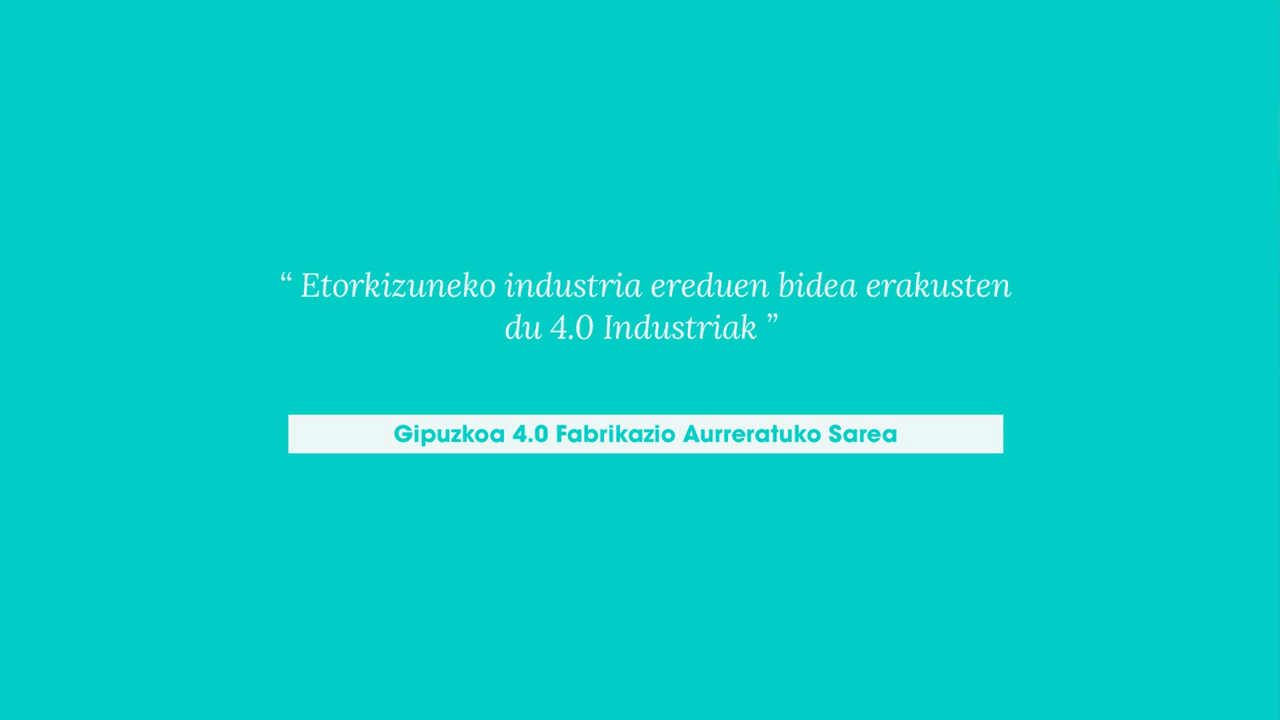 “ Etorkizuneko industria ereduen bidea erakusten
du 4.0 Industriak ”
Gipuzkoa 4.0 Fabrikazio Aurreratuko Sarea